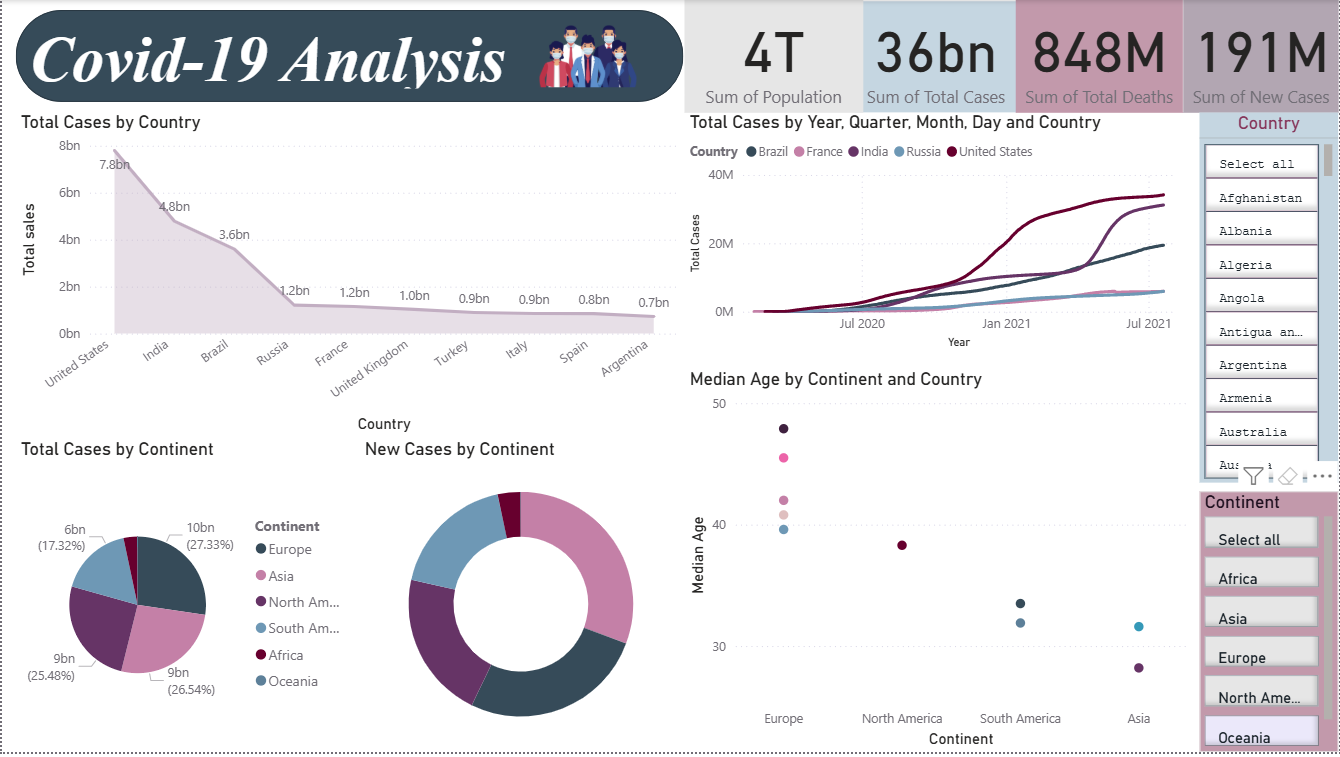 Covid-19 Analysis
4T
Sum of Population
36bn
Sum of Total Cases
848M
Sum of Total Deaths
191M
Sum of New Cases
Total Cases by Country
Total sales
8bn
6bn
4bn
2bn
0bn
7.8bn
4.8bn
3.6bn
1.2bn
1.2bn
1.0bn
0.9bn
0.9bn
0.8bn
0.7bn
United States
India
Brazil
Russia
France
United Kingdom
Turkey
Italy
Spain
Argentina
Country
Total Cases by Year, Quarter, Month, Day and Country
Country Brazil France India Russia United States
Total Cases
40M
20M
0M
Jul 2020
Jan 2021
Jul 2021
Year
Country
Select all
Afghanistan
Albania
Algeria
Angola
Antigua an...
Argentina
Armenia
Australia
Total Cases by Continent
10bn
(27.33%)
9bn
(26.54%)
9bn
(25.48%)
6bn
(17.32%)
Continent
Europe
Asia
North Am...
South Am...
Africa
Oceania
New Cases by Continent
Median Age by Continent and Country
Median Age
50
40
30
Europe
North America
South America
Asia
Continent
Continent
Select all
Africa
Asia
Europe
North Ame...
Oceania